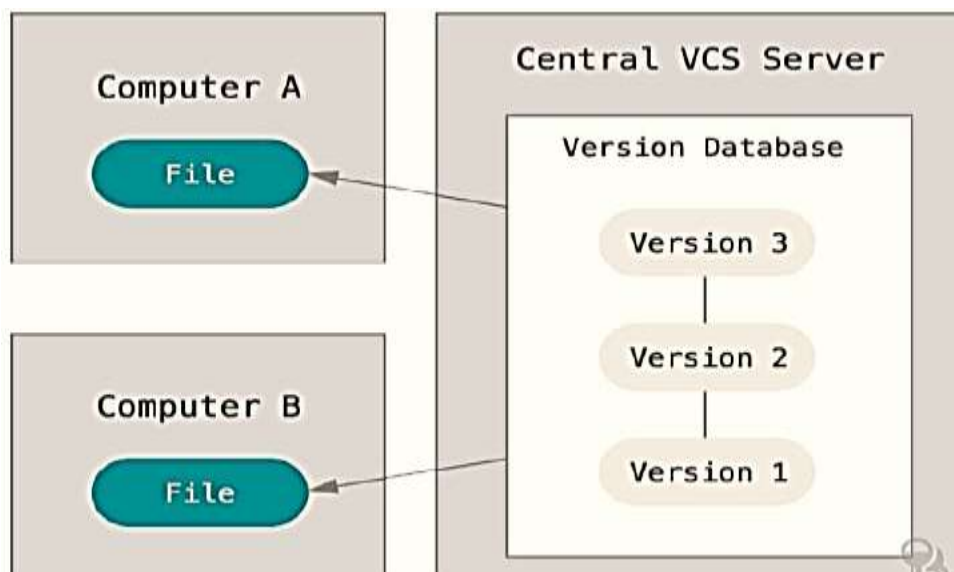 Computer A
File
Computer B
File
Central VCS Server
Version Database
Version 3
Version 2
Version 1